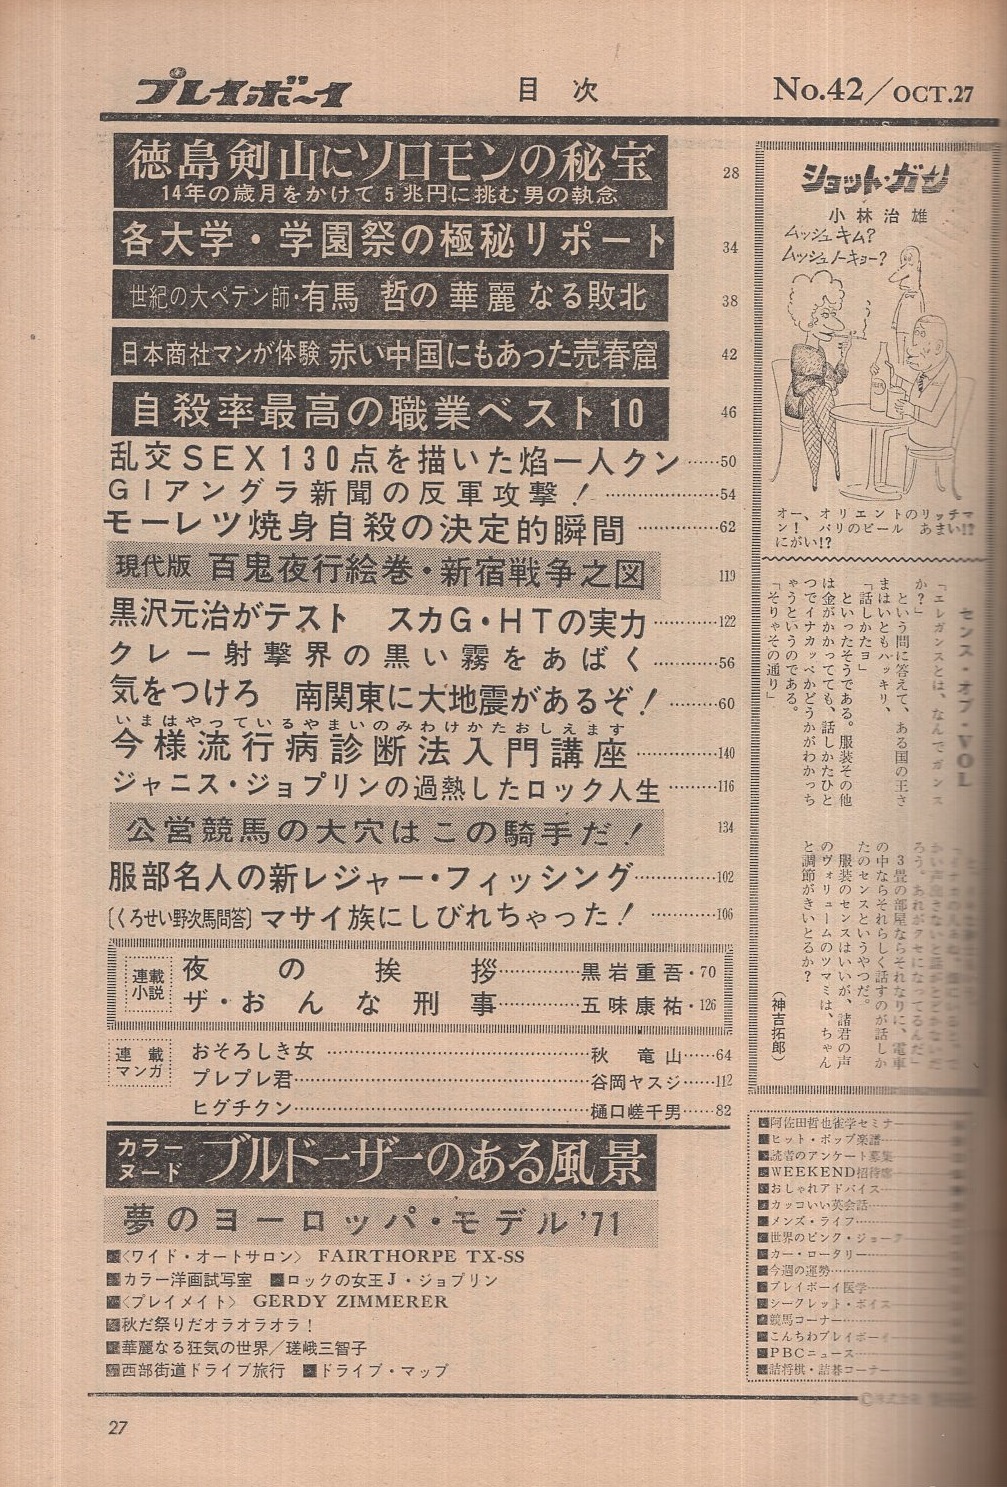 プレイボーイ
目次
No.42／OCT.27
徳島剣山にソロモンの秘宝
14年の歳月をかけて5兆円に挑む男の執念
28
各大学・学園祭の極秘リポート
34
世紀の大ペテン師・有馬 哲の華麗なる敗北
38
日本商社マンが体験 赤い中国にもあった売春窟
42
自殺率最高の職業ベスト10
46
乱交SEX130点を描いた焰一人クン……50
GIアングラ新聞の反軍攻撃！……54
モーレツ焼身自殺の決定的瞬間……62
現代版 百鬼夜行絵巻・新宿戦争之図
119
黒沢元治がテスト スカG・HTの実力……122
クレー射撃界の黒い霧をあばく……56
気をつけろ 南関東に大地震があるぞ！……60
いまはやっているやまいのみわけかたおしえます
今様流行病診断法入門講座……140
ジャニス・ジョプリンの過熱したロック人生……116
公営競馬の大穴はこの騎手だ！
134
服部名人の新レジャー・フィッシング……102
〔くろせい野次馬問答〕マサイ族にしびれちゃった！……106
連載小説
夜の挨拶……黒岩重吾・70
ザ・おんな刑事……五味康祐・126
連載マンガ
おそろしき女……秋 竜山……64
プレプレ君……谷岡ヤスジ……112
ヒグチクン……樋口嵯千男……82
カラーヌード ブルドーザーのある風景
夢のヨーロッパ・モデル'71
■〈ワイド・オートサロン〉 FAIRTHORPE TX-SS
■カラー洋画試写室 ■ロックの女王J・ジョプリン
■〈プレイメイト〉 GERDY ZIMMERER
■秋だ祭りだオラオラオラ！
■華麗なる狂気の世界／瑳峨三智子
■西部街道ドライブ旅行 ■ドライブ・マップ
27
ショット・ガン
小林治雄
ムッシュキム？
ムッシュノーキョー？
オー、オリエントのリッチマ
ン！ パリのビール あまい!?
にがい!?
センス・オブ・VOL
「エレガンスとは、なんでガンス
か？」
という問に答えて、ある国の王さ
まはいともハッキリ、
「話しかたヨ」
といったそうである。服装その他
は金がかかってても、話しかたひと
つでイナカッペかどうかがわかっち
ゃうというのである。
「そりゃその通り」
ろう。あれがクセになってるんだ」
3畳の部屋ならそれなりに、電車
の中ならそれらしく話すのが話しか
たのセンスというやつだ。
服装のセンスはいいが、諸君の声
のヴォリュームのツマミは、ちゃん
と調節がきいとるか？
（神吉拓郎）
■阿佐田哲也雀学セミナー
■ヒット・ポップ楽譜
■読者のアンケート募集
■WEEKEND招待席
■おしゃれアドバイス
■カッコいい英会話
■メンズ・ライフ
■世界のピンク・ジョーク
■カー・ロータリー
■今週の運勢
■プレイボーイ医学
■シークレット・ボイス
■競馬コーナー
■こんちわプレイボーイ
■PBCニュース
■詰将棋・詰碁コーナー